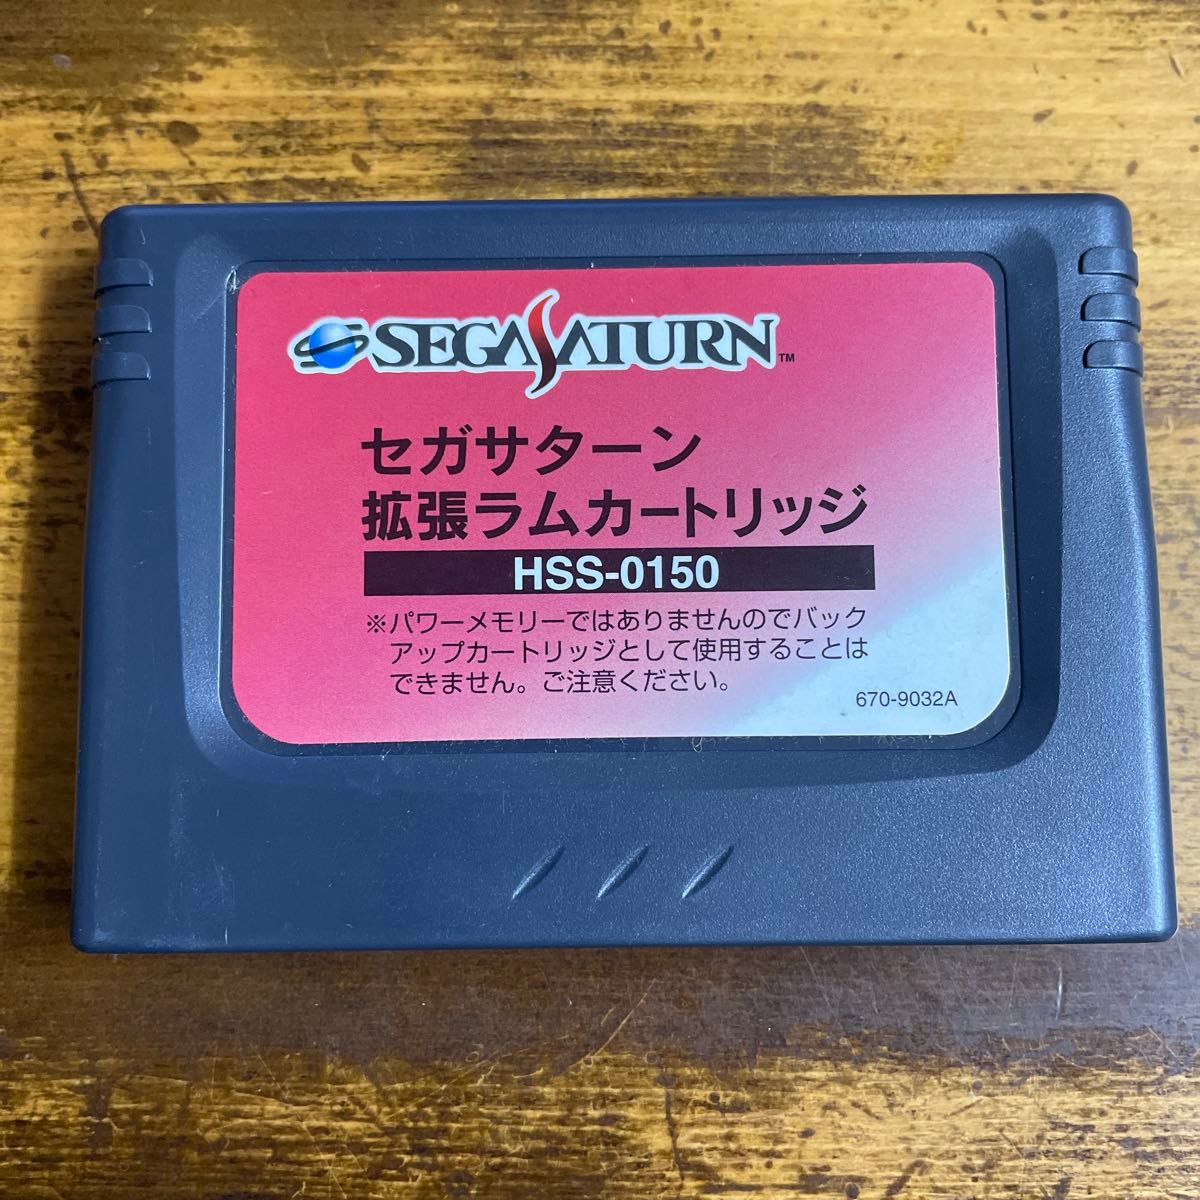 SEGA SATURN™
セガサターン
拡張ラムカートリッジ
HSS-0150
※パワーメモリーではありませんのでバック
アップカートリッジとして使用することは
できません。ご注意ください。
670-9032A